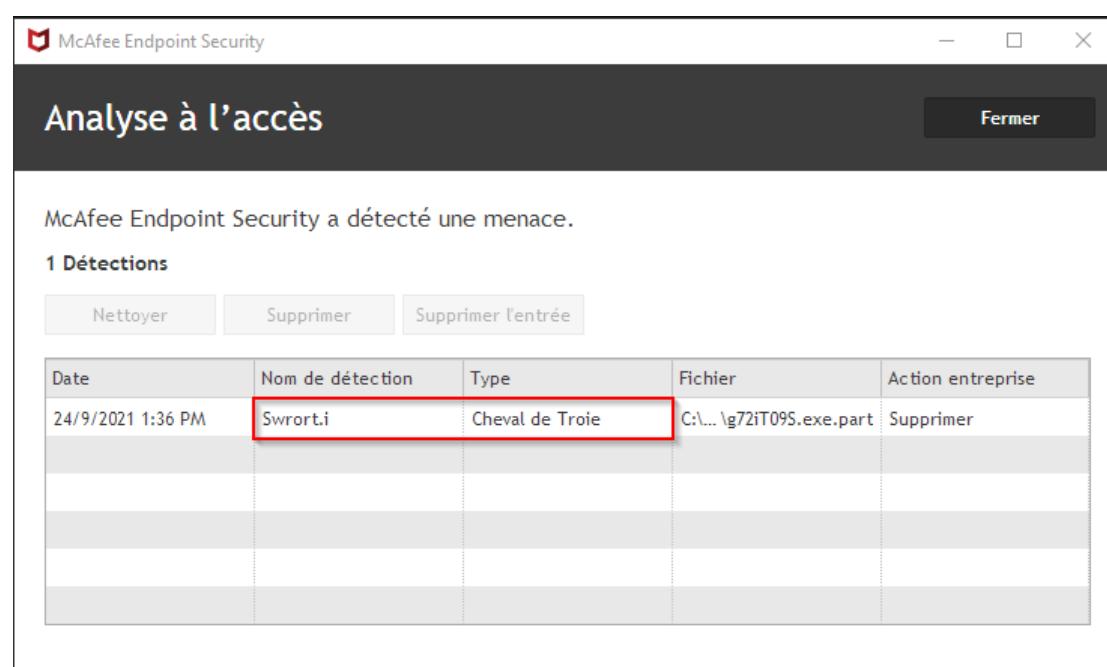 McAfee Endpoint Security
Analyse à l’accès
Fermer
McAfee Endpoint Security a détecté une menace.
1 Détections
Nettoyer Supprimer Supprimer l'entrée
Date Nom de détection Type Fichier Action entreprise
24/9/2021 1:36 PM Swrort.i Cheval de Troie C:\... \g72iT09S.exe.part Supprimer